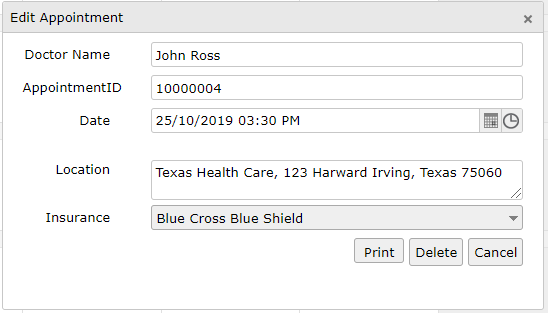 Edit Appointment
Doctor Name John Ross
AppointmentID 10000004
Date 25/10/2019 03:30 PM
Location Texas Health Care, 123 Harward Irving, Texas 75060
Insurance Blue Cross Blue Shield
Print Delete Cancel